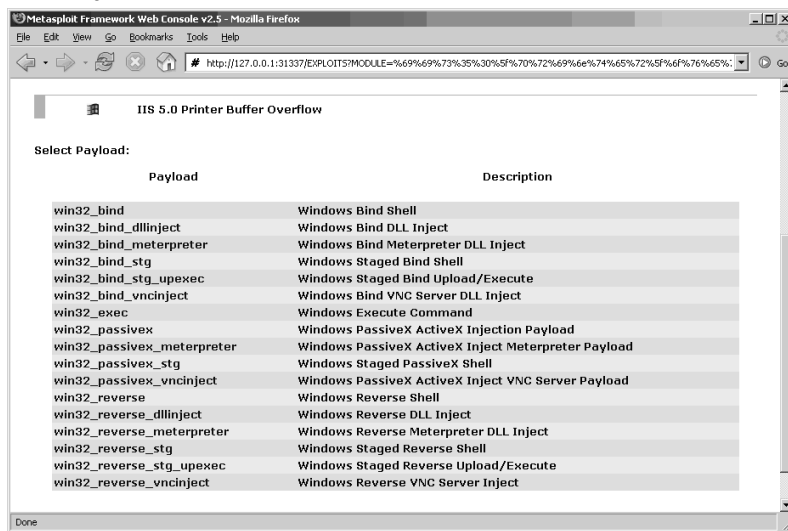 Metasploit Framework Web Console v2.5 - Mozilla Firefox
File Edit View Go Bookmarks Tools Help
http://127.0.0.1:31337/EXPLOITS?MODULE=%69%69%73%35%30%5f%70%72%69%6e%74%65%72%5f%6f%76%65% Go
IIS 5.0 Printer Buffer Overflow
Select Payload:
Payload Description
win32_bind Windows Bind Shell
win32_bind_dllinject Windows Bind DLL Inject
win32_bind_meterpreter Windows Bind Meterpreter DLL Inject
win32_bind_stg Windows Staged Bind Shell
win32_bind_stg_upexec Windows Staged Bind Upload/Execute
win32_bind_vncinject Windows Bind VNC Server DLL Inject
win32_exec Windows Execute Command
win32_passivex Windows PassiveX ActiveX Injection Payload
win32_passivex_meterpreter Windows PassiveX ActiveX Inject Meterpreter Payload
win32_passivex_stg Windows Staged PassiveX Shell
win32_passivex_vncinject Windows PassiveX ActiveX Inject VNC Server Payload
win32_reverse Windows Reverse Shell
win32_reverse_dllinject Windows Reverse DLL Inject
win32_reverse_meterpreter Windows Reverse Meterpreter DLL Inject
win32_reverse_stg Windows Staged Reverse Shell
win32_reverse_stg_upexec Windows Staged Reverse Upload/Execute
win32_reverse_vncinject Windows Reverse VNC Server Inject
Done